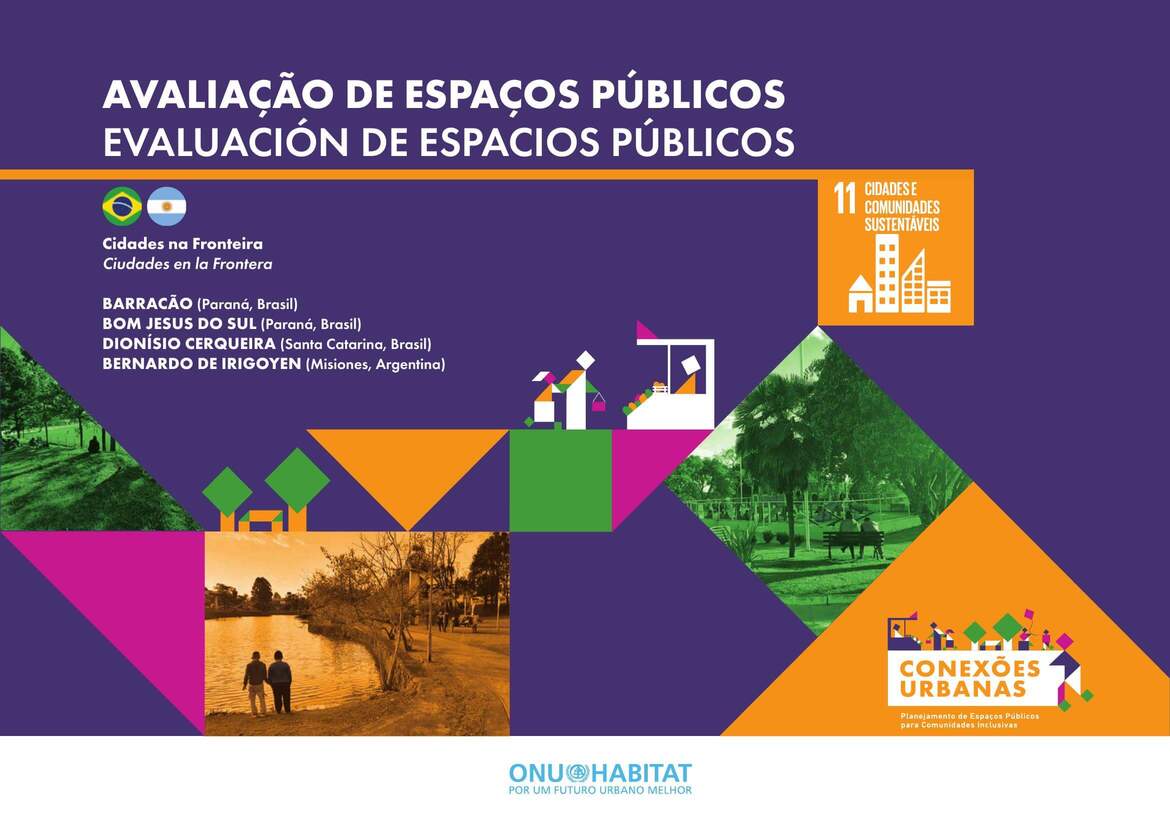 AVALIAÇÃO DE ESPAÇOS PÚBLICOS
EVALUACIÓN DE ESPACIOS PÚBLICOS
11 CIDADES E
COMUNIDADES
SUSTENTÁVEIS
Cidades na Fronteira
Ciudades en la Frontera
BARRACÃO (Paraná, Brasil)
BOM JESUS DO SUL (Paraná, Brasil)
DIONÍSIO CERQUEIRA (Santa Catarina, Brasil)
BERNARDO DE IRIGOYEN (Misiones, Argentina)
CONEXÕES
URBANAS
Planejamento de Espaços Públicos
para Comunidades Inclusivas
ONU HABITAT
POR UM FUTURO URBANO MELHOR